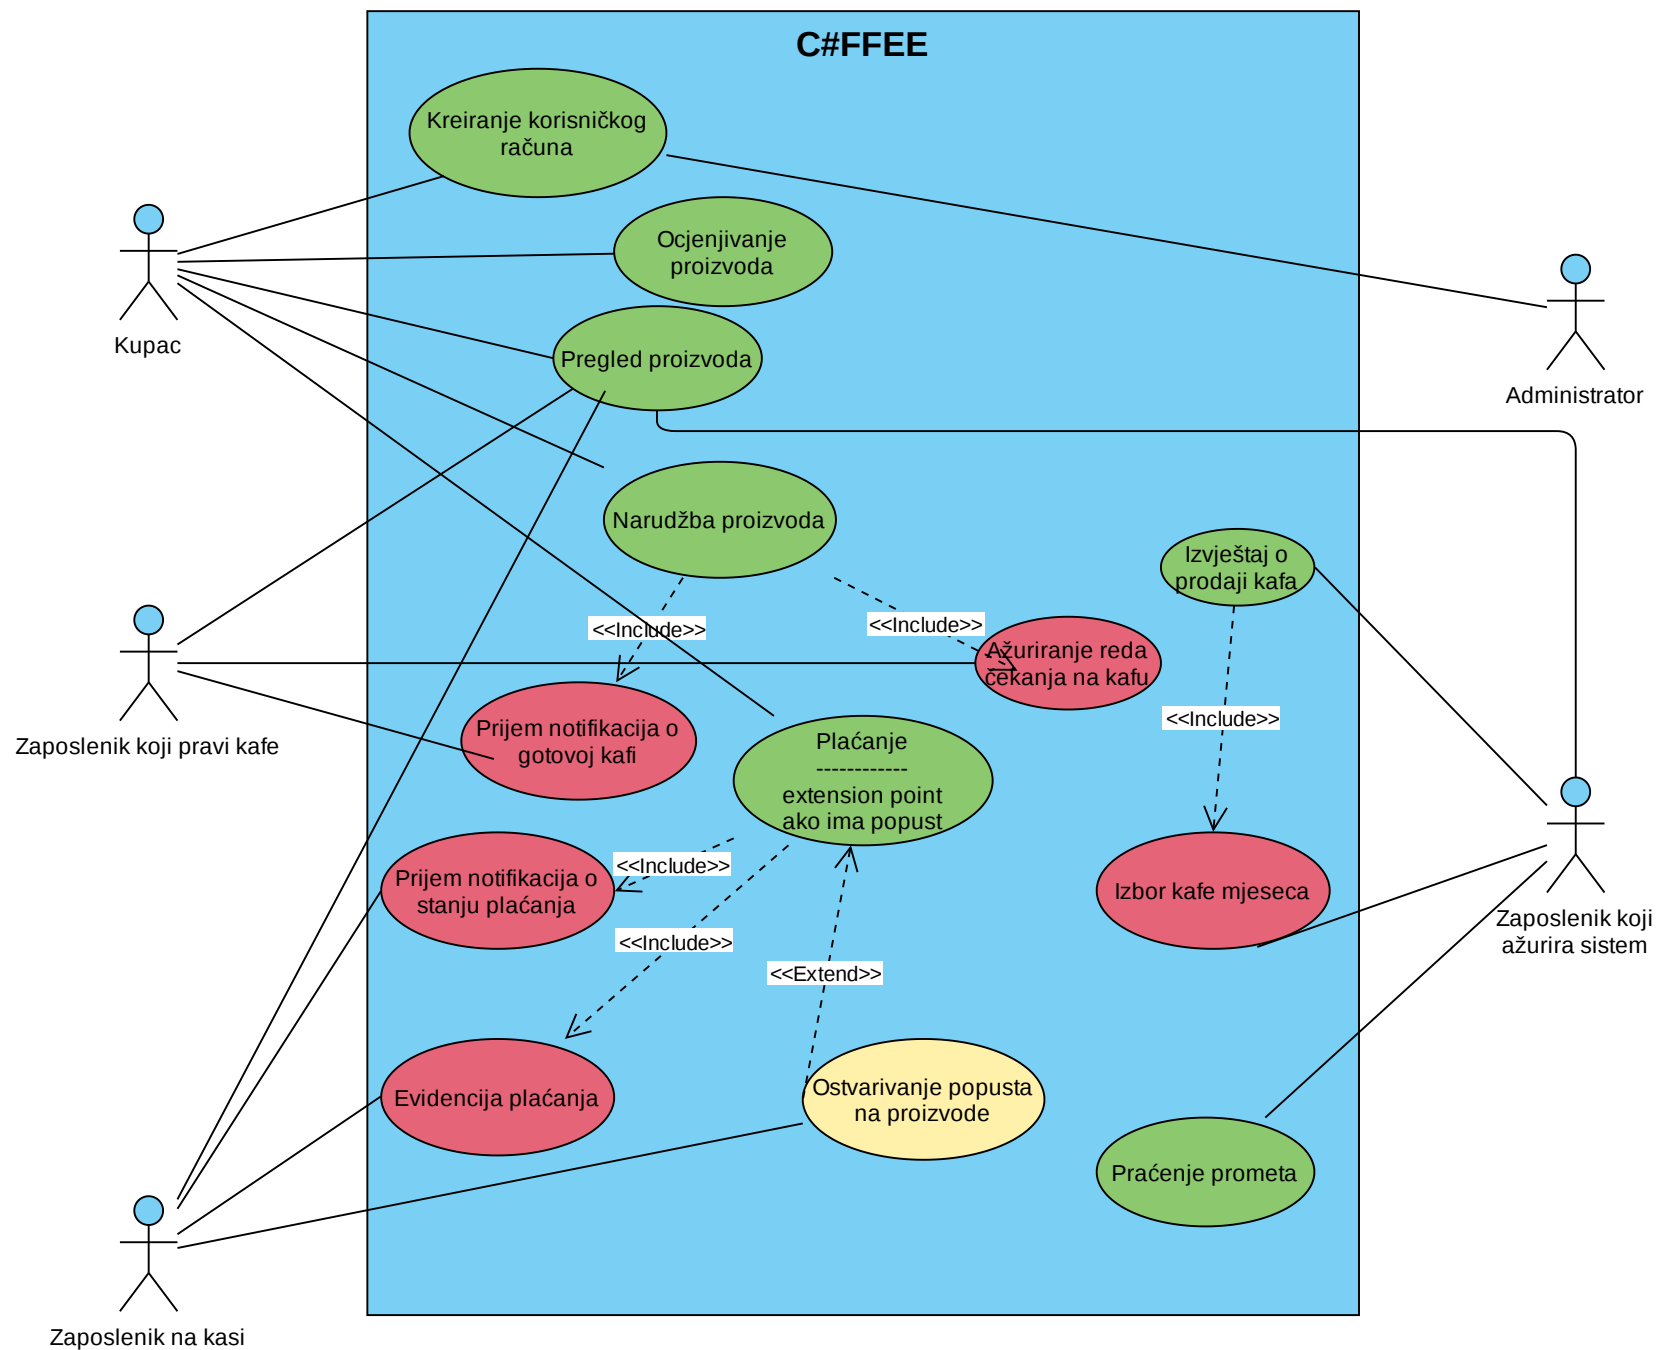 C#FFEE
Kreiranje korisničkog
računa
Ocjenjivanje
proizvoda
Kupac
Pregled proizvoda
Administrator
Narudžba proizvoda
Izvještaj o
prodaji kafa
<<Include>>
<<Include>>
Ažuriranje reda
čekanja na kafu
Zaposlenik koji pravi kafe
Prijem notifikacija o
gotovoj kafi
<<Include>>
Plaćanje
------------
extension point
ako ima popust
<<Include>>
Prijem notifikacija o
stanju plaćanja
Izbor kafe mjeseca
Zaposlenik koji
ažurira sistem
<<Include>>
<<Extend>>
Evidencija plaćanja
Ostvarivanje popusta
na proizvode
Praćenje prometa
Zaposlenik na kasi